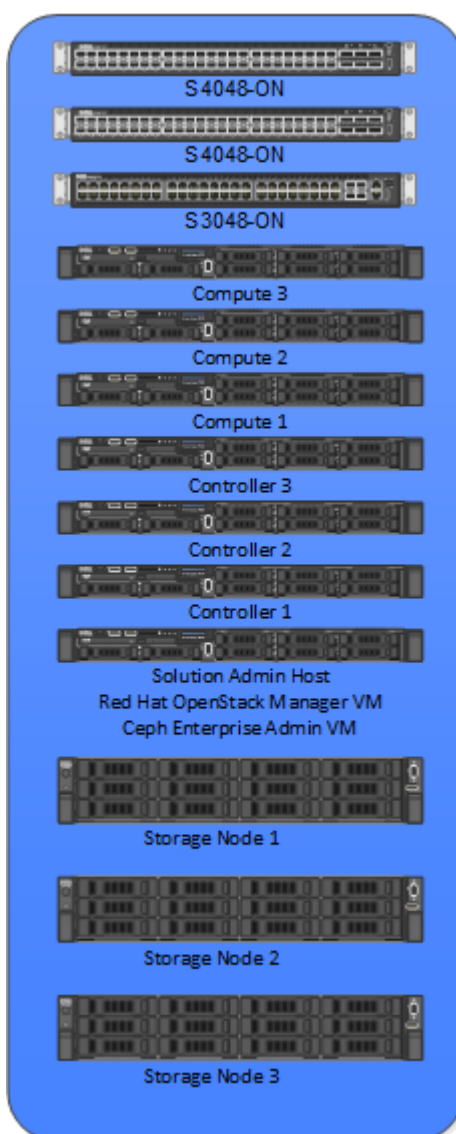 S4048-ON
S4048-ON
S3048-ON
Compute 3
Compute 2
Compute 1
Controller 3
Controller 2
Controller 1
Solution Admin Host
Red Hat OpenStack Manager VM
Ceph Enterprise Admin VM
Storage Node 1
Storage Node 2
Storage Node 3